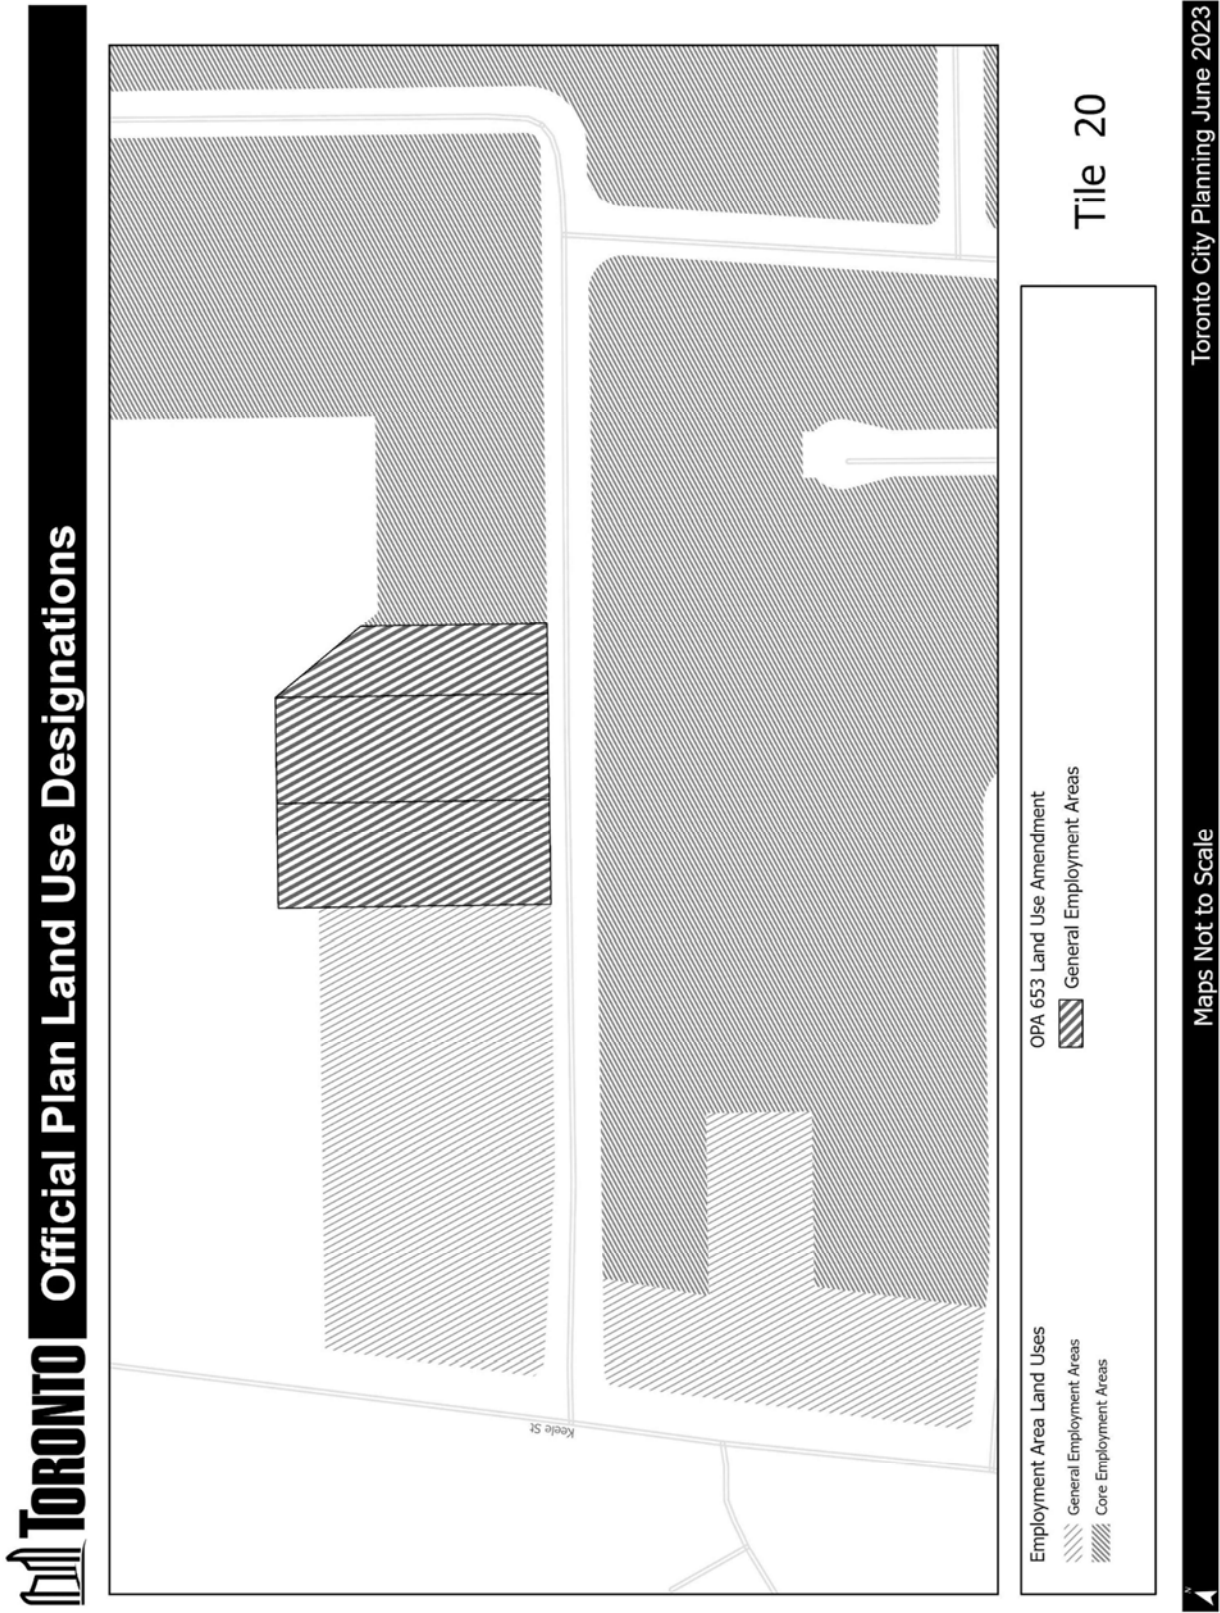 TORONTO Official Plan Land Use Designations
Keele St
Employment Area Land Uses
General Employment Areas
Core Employment Areas
OPA 653 Land Use Amendment
General Employment Areas
Tile 20
N
Maps Not to Scale
Toronto City Planning June 2023